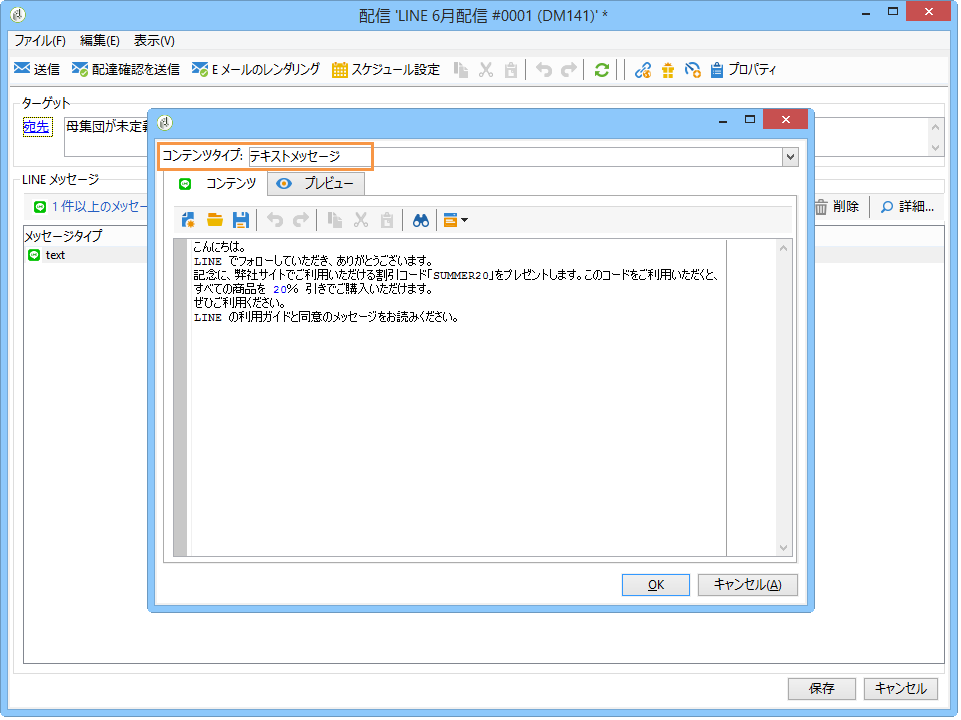 配信 'LINE 6月配信 #0001 (DM141)' *
ファイル(F) 編集(E) 表示(V)
送信 配達確認を送信 E メールのレンダリング スケジュール設定 プロパティ
ターゲット
宛先 母集団が未定義
LINE メッセージ
1 件以上のメッセー 削除 詳細...
メッセージタイプ
text
コンテンツタイプ: テキストメッセージ
コンテンツ プレビュー
こんにちは。
LINE でフォローしていただき、ありがとうございます。
記念に、弊社サイトでご利用いただける割引コード「SUMMER20」をプレゼントします。このコードをご利用いただくと、
すべての商品を 20% 引きでご購入いただけます。
ぜひご利用ください。
LINE の利用ガイドと同意のメッセージをお読みください。
OK キャンセル(A)
保存 キャンセル